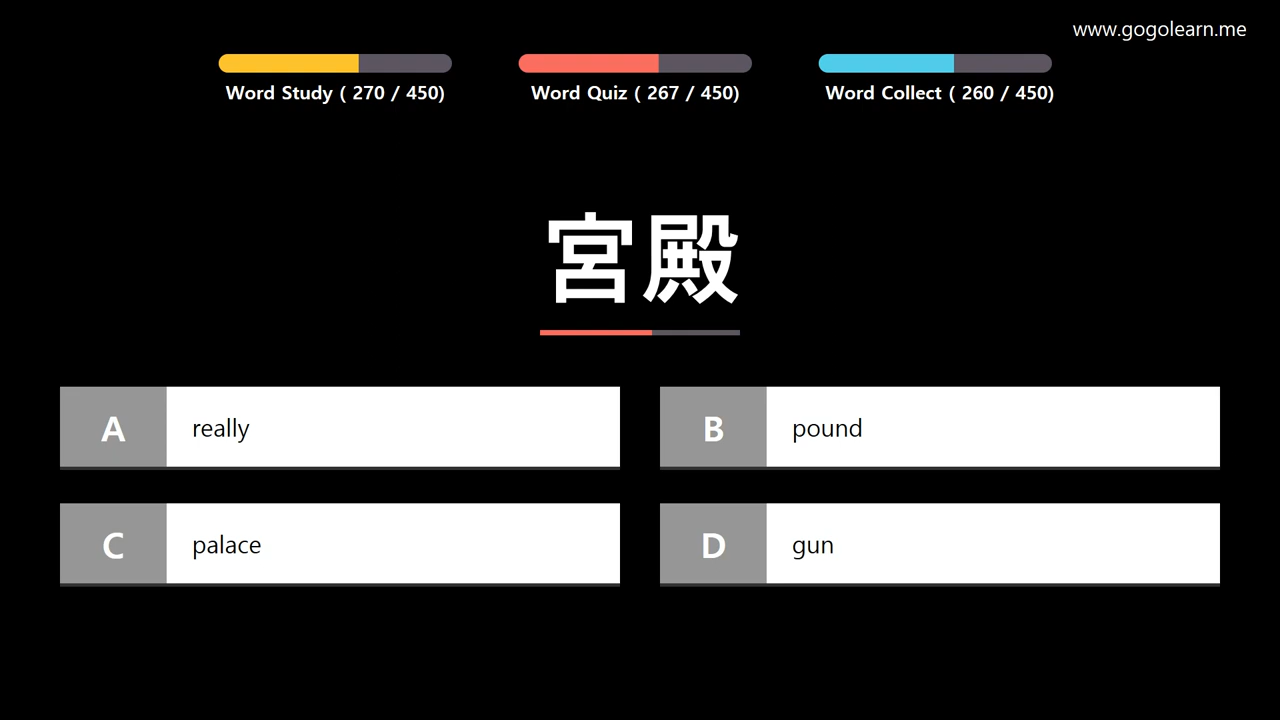 www.gogolearn.me
Word Study ( 270 / 450)
Word Quiz ( 267 / 450)
Word Collect ( 260 / 450)
宮殿
A really
B pound
C palace
D gun